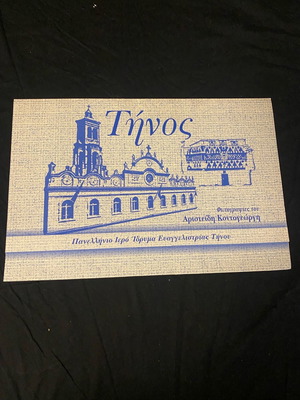 Τήνος
Φωτογραφίες του
Αριστείδη Κοντογεώργη
Πανελλήνιο Ιερό Ίδρυμα Ευαγγελιστρίας Τήνου